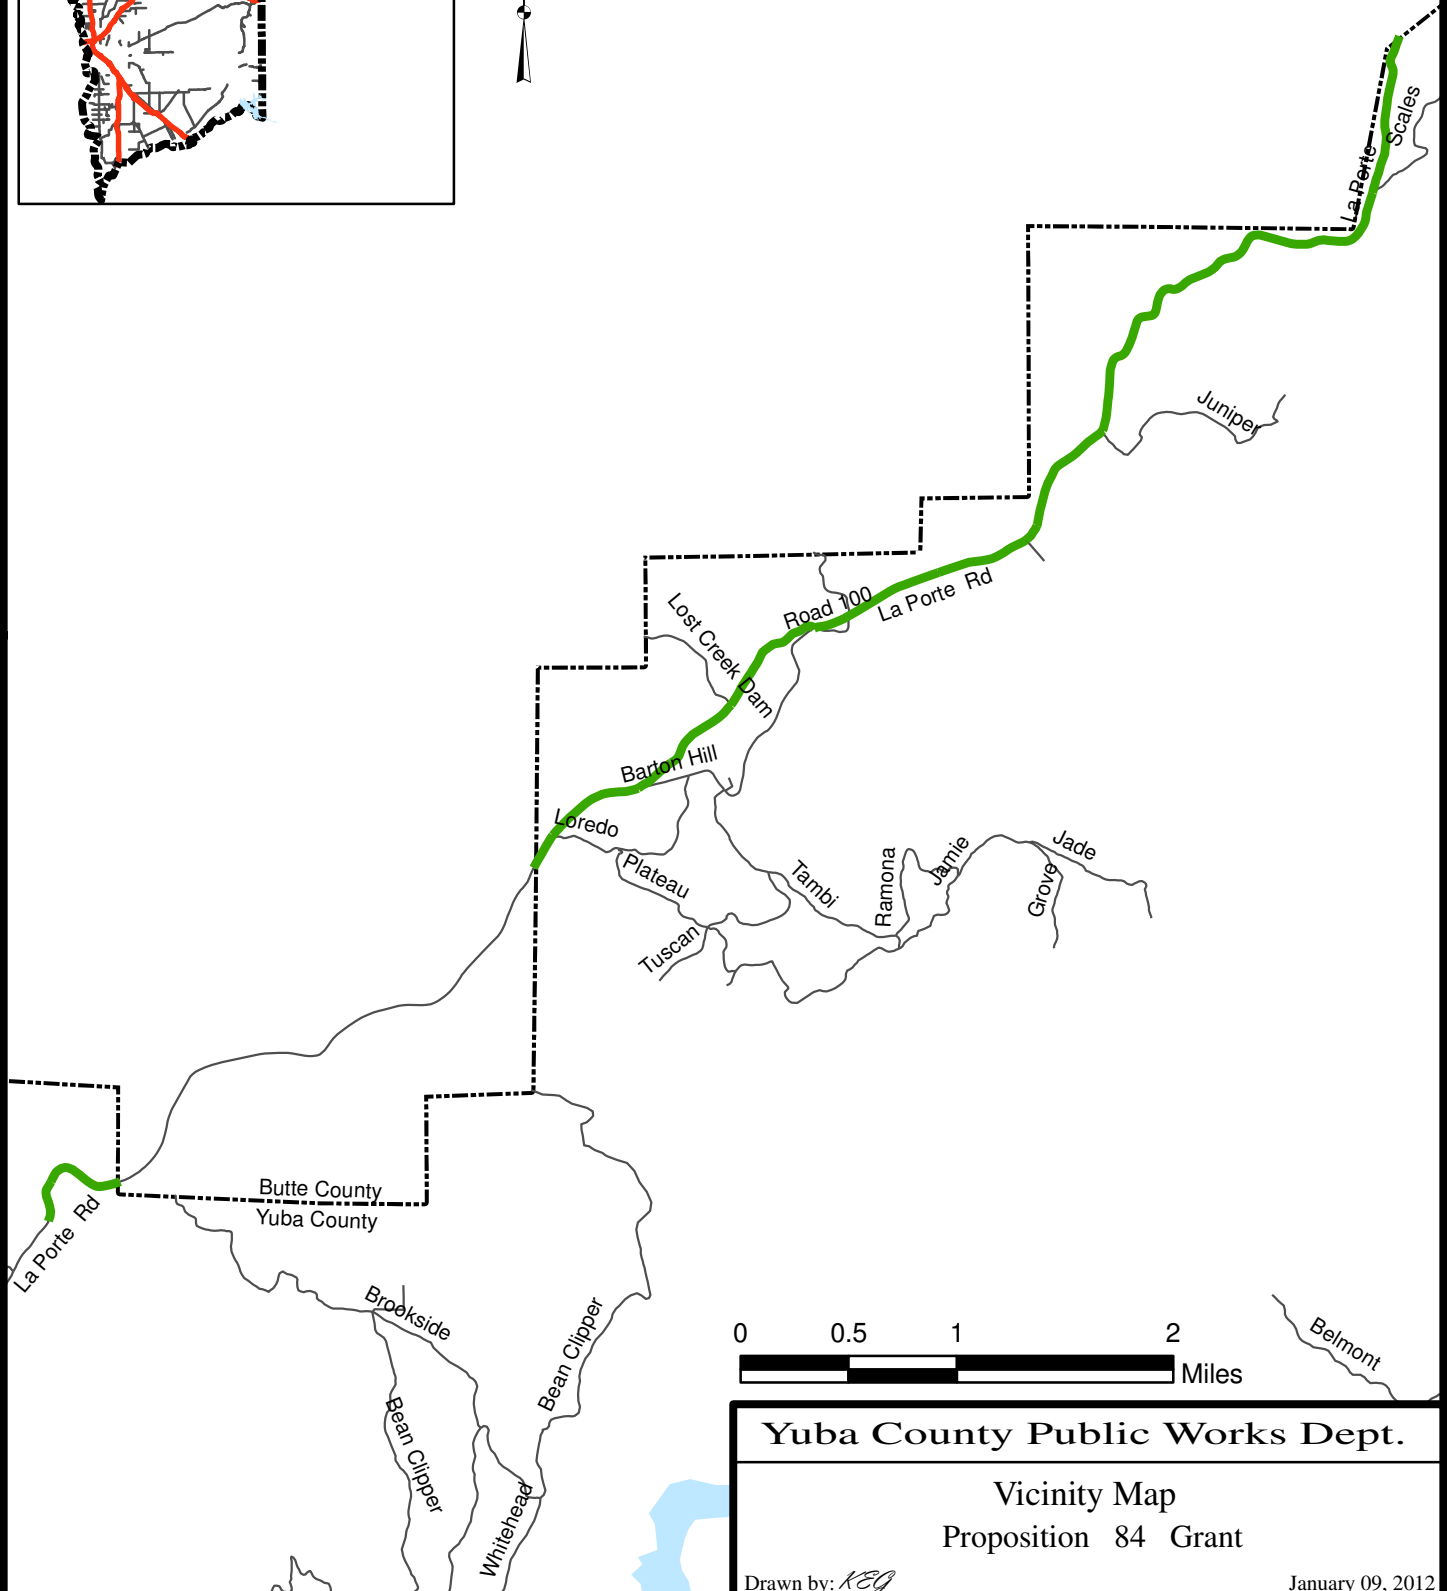 Scales
La Porte
Juniper
Road 100
La Porte Rd
Lost Creek Dam
Barton Hill
Loredo
Plateau
Tambi
Ramona
Jamie
Jade
Grove
Tuscan
Butte County
Yuba County
La Porte Rd
Brookside
Bean Clipper
Bean Clipper
Whitehead
Belmont
0 0.5 1 2
Miles
Yuba County Public Works Dept.
Vicinity Map
Proposition 84 Grant
Drawn by: KEG
January 09, 2012